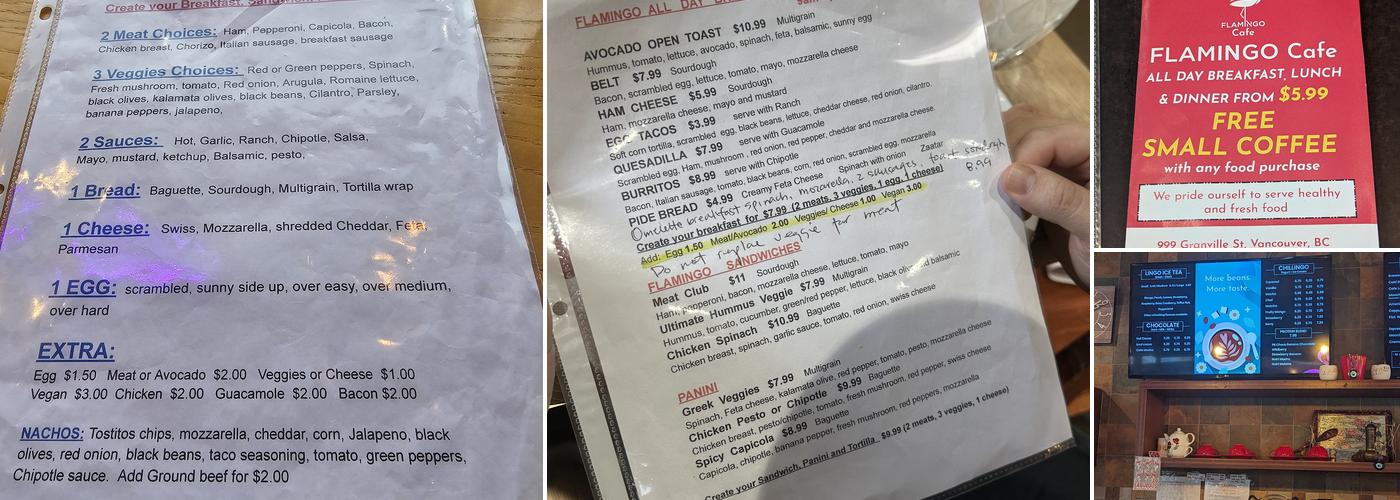 Create your Breakfast, Sandwich,
2 Meat Choices: Ham, Pepperoni, Capicola, Bacon,
Chicken breast, Chorizo, Italian sausage, breakfast sausage
3 Veggies Choices: Red or Green peppers, Spinach,
Fresh mushroom, tomato, Red onion, Arugula, Romaine lettuce,
black olives, kalamata olives, black beans, Cilantro, Parsley,
banana peppers, jalapeno,
2 Sauces: Hot, Garlic, Ranch, Chipotle, Salsa,
Mayo, mustard, ketchup, Balsamic, pesto,
1 Bread: Baguette, Sourdough, Multigrain, Tortilla wrap
1 Cheese: Swiss, Mozzarella, shredded Cheddar, Feta,
Parmesan
1 EGG: scrambled, sunny side up, over easy, over medium,
over hard
EXTRA:
Egg $1.50 Meat or Avocado $2.00 Veggies or Cheese $1.00
Vegan $3.00 Chicken $2.00 Guacamole $2.00 Bacon $2.00
NACHOS: Tostitos chips, mozzarella, cheddar, corn, Jalapeno, black
olives, red onion, black beans, taco seasoning, tomato, green peppers,
Chipotle sauce. Add Ground beef for $2.00
FLAMINGO ALL DAY
AVOCADO OPEN TOAST $10.99 Multigrain
Hummus, tomato, lettuce, avocado, spinach, feta, balsamic, sunny egg
BELT $7.99 Sourdough
Bacon, scrambled egg, lettuce, tomato, mayo, mozzarella cheese
HAM CHEESE $5.99 Sourdough
Ham, mozzarella cheese, mayo and mustard
EGG TACOS $3.99 serve with Ranch
Soft corn tortilla, scrambled egg, black beans, lettuce, cheddar cheese, red onion, cilantro.
QUESADILLA $7.99 serve with Guacamole
Scrambled egg, Ham, mushroom, red onion, red pepper, cheddar and mozzarella cheese.
BURRITOS $8.99 serve with Chipotle
Bacon, Italian sausage, tomato, black beans, corn, red onion, scrambled egg, mozzarella
PIDE BREAD $4.99 Creamy Feta Cheese Spinach with onion Zaatar
Omelette breakfast spinach, mozarella, 2 sausages, toast 8.99
Create your breakfast for $7.99 (2 meats, 3 veggies, 1 egg, 1 cheese)
Add: Egg 1.50 Meat/Avocado 2.00 Veggies/ Cheese 1.00 Vegan 3.00
Do not replae veggie for meat
FLAMINGO SANDWICHES
Meat Club $11 Sourdough
Ham, pepperoni, bacon, mozzarella cheese, lettuce, tomato, mayo
Ultimate Hummus Veggie $7.99 Multigrain
Hummus, tomato, cucumber, green/red pepper, lettuce, black olive and balsamic
Chicken Spinach $10.99 Baguette
Chicken breast, spinach, garlic sauce, tomato, red onion, swiss cheese
PANINI
Greek Veggies $7.99 Multigrain
Spinach, Feta cheese, kalamata olive, red pepper, tomato, pesto, mozzarella cheese
Chicken Pesto or Chipotle $9.99 Baguette
Chicken breast, pesto/chipotle, tomato, fresh mushroom, red pepper, swiss cheese
Spicy Capicola $8.99 Baguette
Capicola, chipotle, banana pepper, fresh mushroom, red peppers, mozzarella
Create your Sandwich, Panini and Tortilla $9.99 (2 meats, 3 veggies, 1 cheese)
FLAMINGO
Cafe
FLAMINGO Cafe
ALL DAY BREAKFAST, LUNCH
& DINNER FROM $5.99
FREE
SMALL COFFEE
with any food purchase
We pride ourself to serve healthy
and fresh food
999 Granville St, Vancouver, BC
LINGO ICE TEA
CHOCOLATE
More beans.
More taste.
CHILLINGO
PROTEIN BLEND